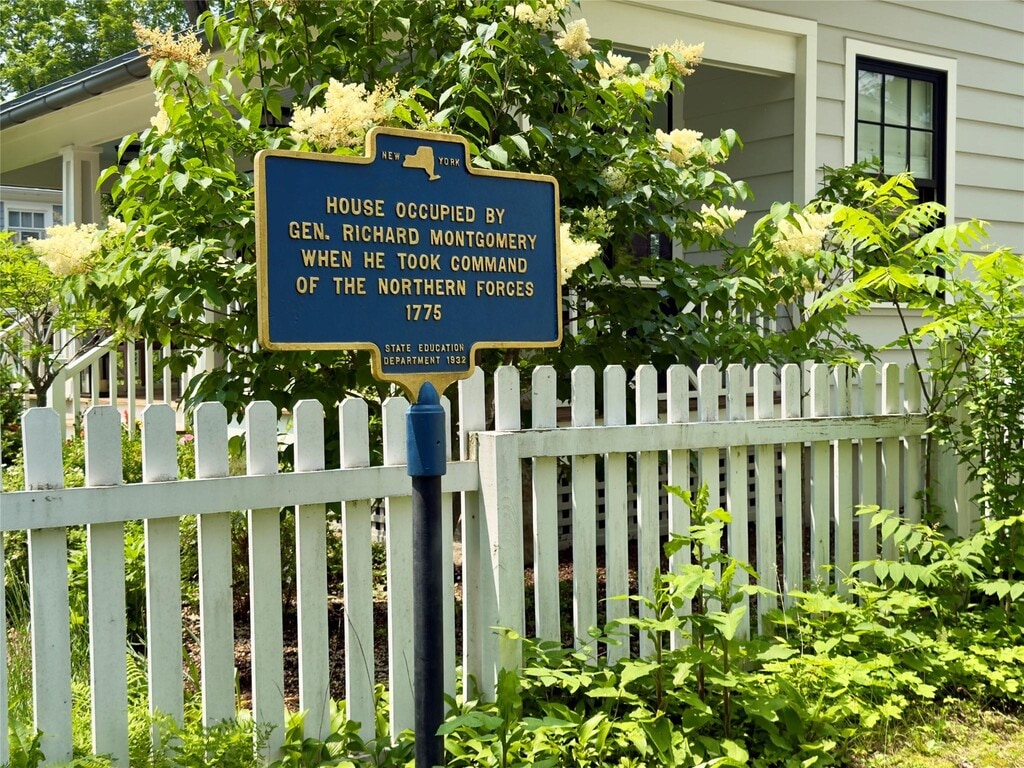 NEW YORK
HOUSE OCCUPIED BY
GEN. RICHARD MONTGOMERY
WHEN HE TOOK COMMAND
OF THE NORTHERN FORCES
1775
STATE EDUCATION
DEPARTMENT 1932